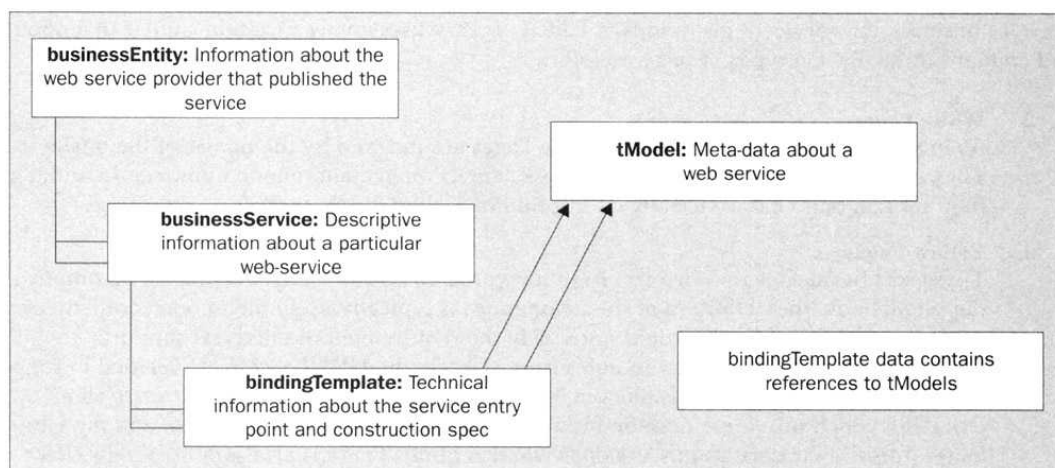 businessEntity: Information about the
web service provider that published the
service
tModel: Meta-data about a
web service
businessService: Descriptive
information about a particular
web-service
bindingTemplate: Technical
information about the service entry
point and construction spec
bindingTemplate data contains
references to tModels